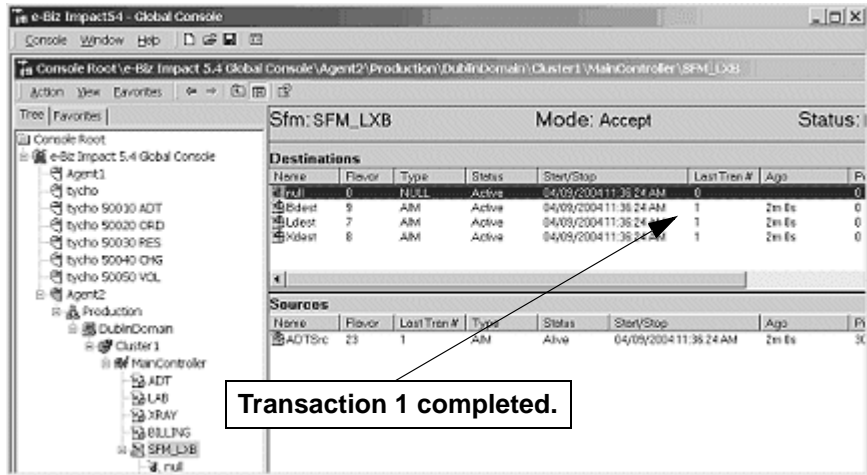 e-Biz Impact54 - Global Console
Console Window Help
Console Root\e-Biz Impact 5.4 Global Console\Agent2\Production\DublinDomain\Cluster1\MainController\SFM_LXB
Action View Favorites
Tree Favorites
Console Root
e-Biz Impact 5.4 Global Console
Agent1
tycho
tycho 50010 ADT
tycho 50020 ORD
tycho 50030 RES
tycho 50040 CHG
tycho 50050 VCL
Agent2
Production
DublinDomain
Cluster1
MainController
ADT
LAB
XRAY
BILLING
SFM_LXB
null
Sfm: SFM_LXB Mode: Accept Status:
Destinations
Name Flavor Type Status Start/Stop Last Tran # Ago
null 0 NULL Active 04/09/2004 11:36:24 AM 0 0
Bdest 9 AIM Active 04/09/2004 11:36:24 AM 1 2m 8s 0
Ldest 7 AIM Active 04/09/2004 11:36:24 AM 1 2m 8s 0
Xdest 8 AIM Active 04/09/2004 11:36:24 AM 1 2m 8s 0
Sources
Name Flavor Last Tran # Type Status Start/Stop Ago
ADTSrc 23 1 AIM Alive 04/09/2004 11:36:24 AM 2m 8s
Transaction 1 completed.